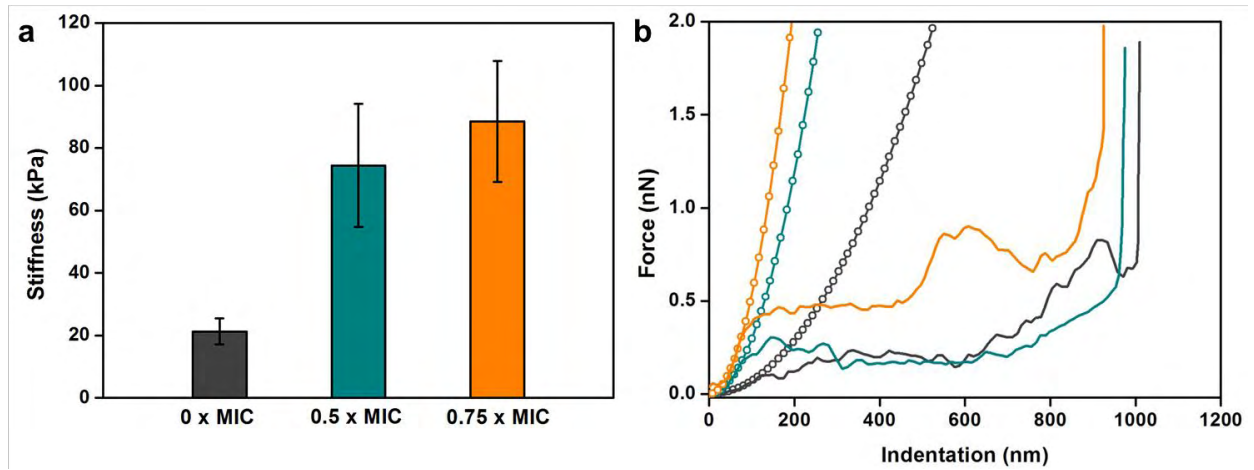 a
120
100
80
60
40
20
0
Stiffness (kPa)
0 x MIC 0.5 x MIC 0.75 x MIC
b
2.0
1.5
1.0
0.5
0.0
Force (nN)
0 200 400 600 800 1000 1200
Indentation (nm)